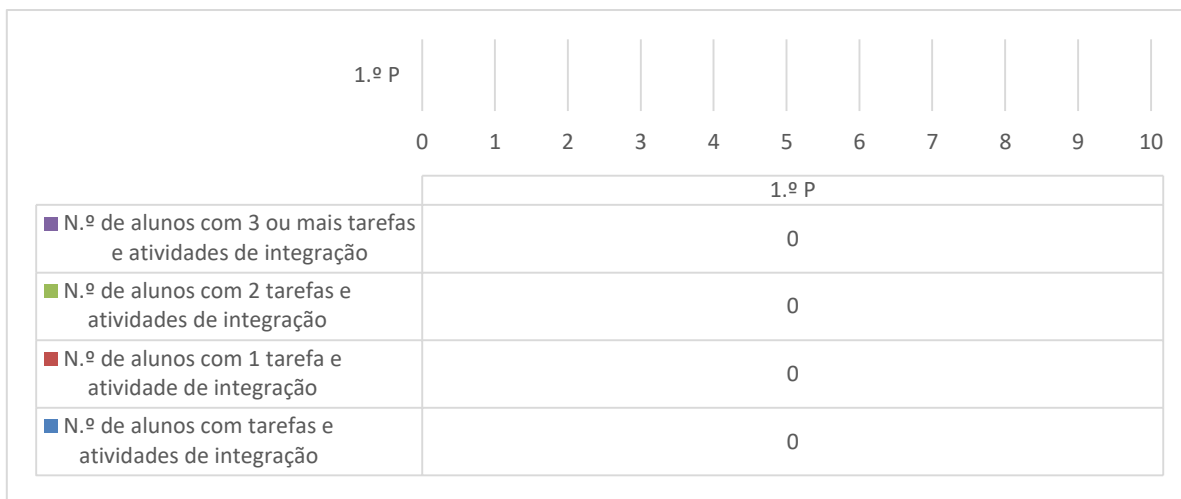 1.º P
0 1 2 3 4 5 6 7 8 9 10
1.º P
N.º de alunos com 3 ou mais tarefas
e atividades de integração
0
N.º de alunos com 2 tarefas e
atividades de integração
0
N.º de alunos com 1 tarefa e
atividade de integração
0
N.º de alunos com tarefas e
atividades de integração
0